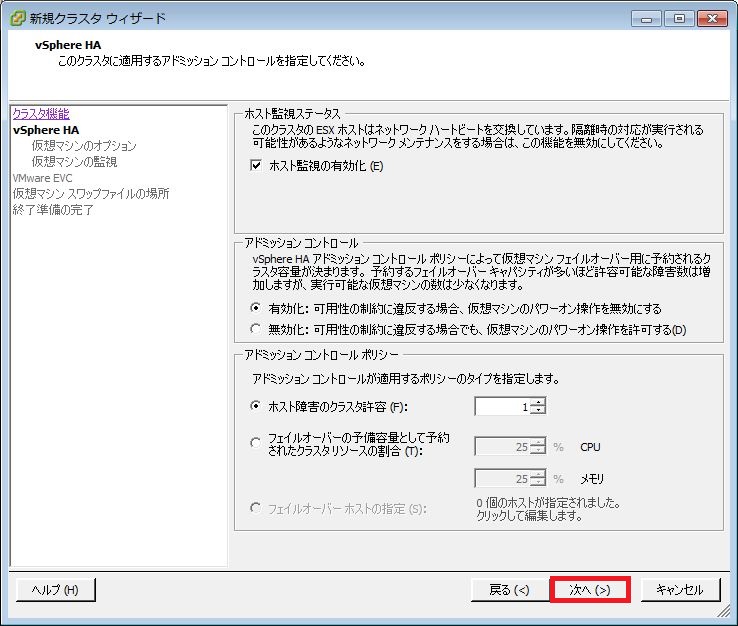 新規クラスタ ウィザード
vSphere HA
このクラスタに適用するアドミッション コントロールを指定してください。
クラスタ機能
vSphere HA
仮想マシンのオプション
仮想マシンの監視
VMware EVC
仮想マシン スワップファイルの場所
終了準備の完了
ホスト監視ステータス
このクラスタの ESX ホストはネットワーク ハートビートを交換しています。隔離時の対応が実行される
可能性があるようなネットワーク メンテナンスをする場合は、この機能を無効にしてください。
ホスト監視の有効化 (E)
アドミッション コントロール
vSphere HA アドミッション コントロール ポリシーによって仮想マシン フェイルオーバー用に予約されるク
ラスタ容量が決まります。予約するフェイルオーバー キャパシティが多いほど許容可能な障害数は増
加しますが、実行可能な仮想マシンの数は少なくなります。
有効化: 可用性の制約に違反する場合、仮想マシンのパワーオン操作を無効にする
無効化: 可用性の制約に違反する場合でも、仮想マシンのパワーオン操作を許可する(D)
アドミッション コントロール ポリシー
アドミッション コントロールが適用するポリシーのタイプを指定します。
ホスト障害のクラスタ許容 (F):
1
フェイルオーバーの予備容量として予約
されたクラスタリソースの割合 (T):
25 % CPU
25 % メモリ
フェイルオーバー ホストの指定 (S):
0 個のホストが指定されました。
クリックして編集します。
ヘルプ (H)
戻る (<)
次へ (>)
キャンセル